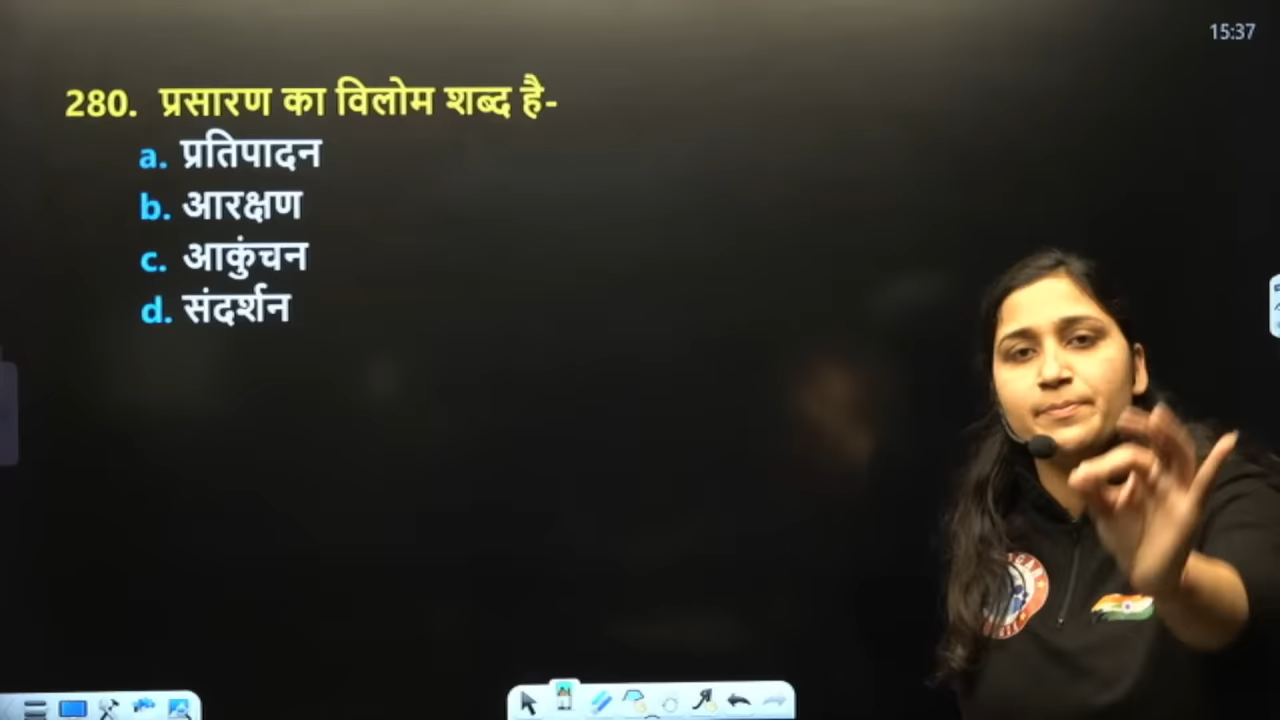 15:37
280. प्रसारण का विलोम शब्द है-
a. प्रतिपादन
b. आरक्षण
c. आकुंचन
d. संदर्शन